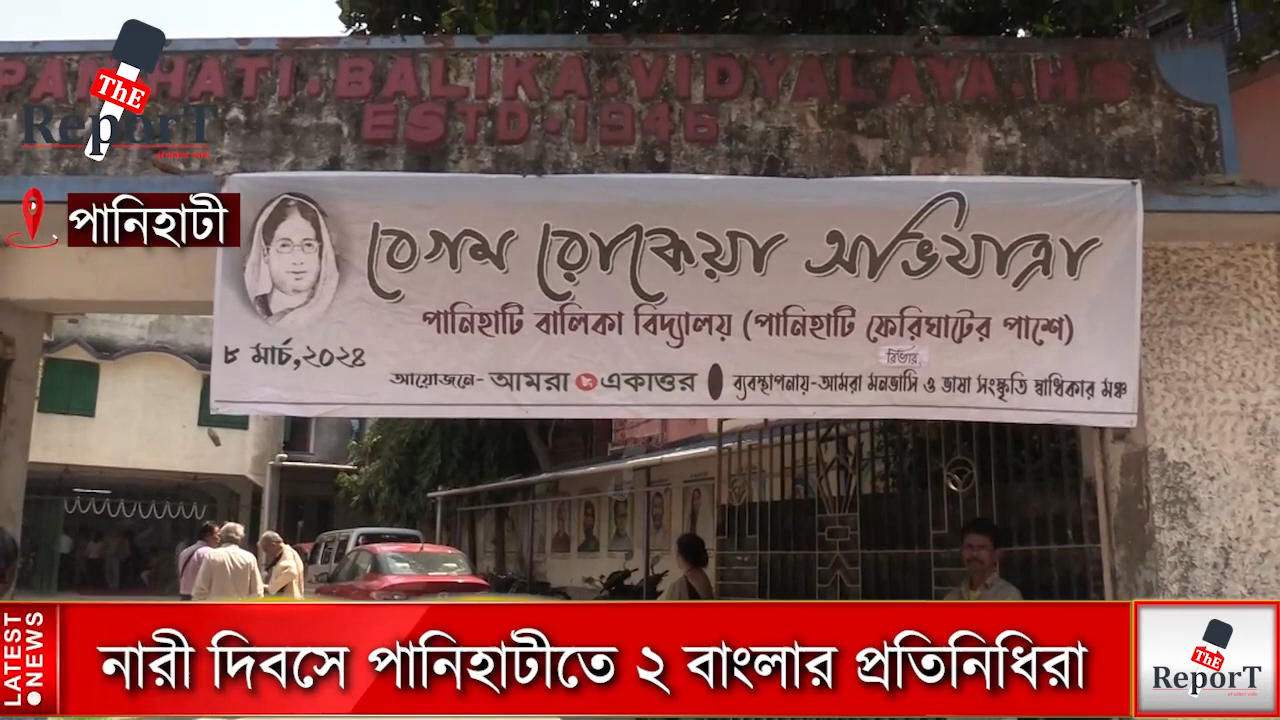 PANIHATI·BALIKA·VIDYALAYA·HS
ESTD·1946
ThE
ReporT
পানিহাটী
বেগম রোকেয়া অভিযাত্রা
পানিহাটি বালিকা বিদ্যালয় (পানিহাটি ফেরিঘাটের পাশে)
৮ মার্চ,২০২৪
রিভার,
আয়োজনে- আমরা একাত্তর
ব্যবস্থাপনায়-আমরা মনভাসি ও ভাষা সংস্কৃতি স্বাধিকার মঞ্চ
LATEST
NEWS
নারী দিবসে পানিহাটীতে ২ বাংলার প্রতিনিধিরা
ThE
ReporT